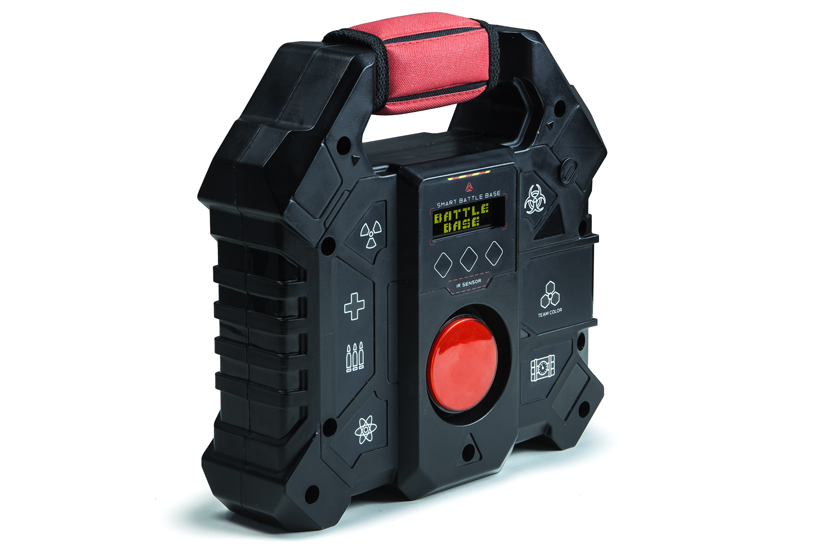 SMART BATTLE BASE
BATTLE
BASE
IR SENSOR
TEAM COLOR